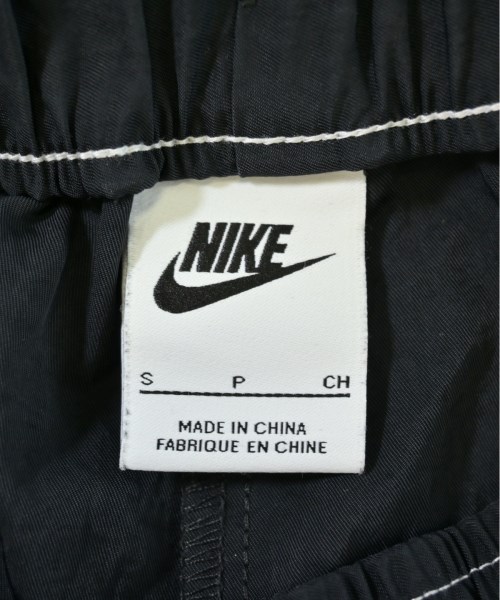 NIKE
S P CH
MADE IN CHINA
FABRIQUE EN CHINE